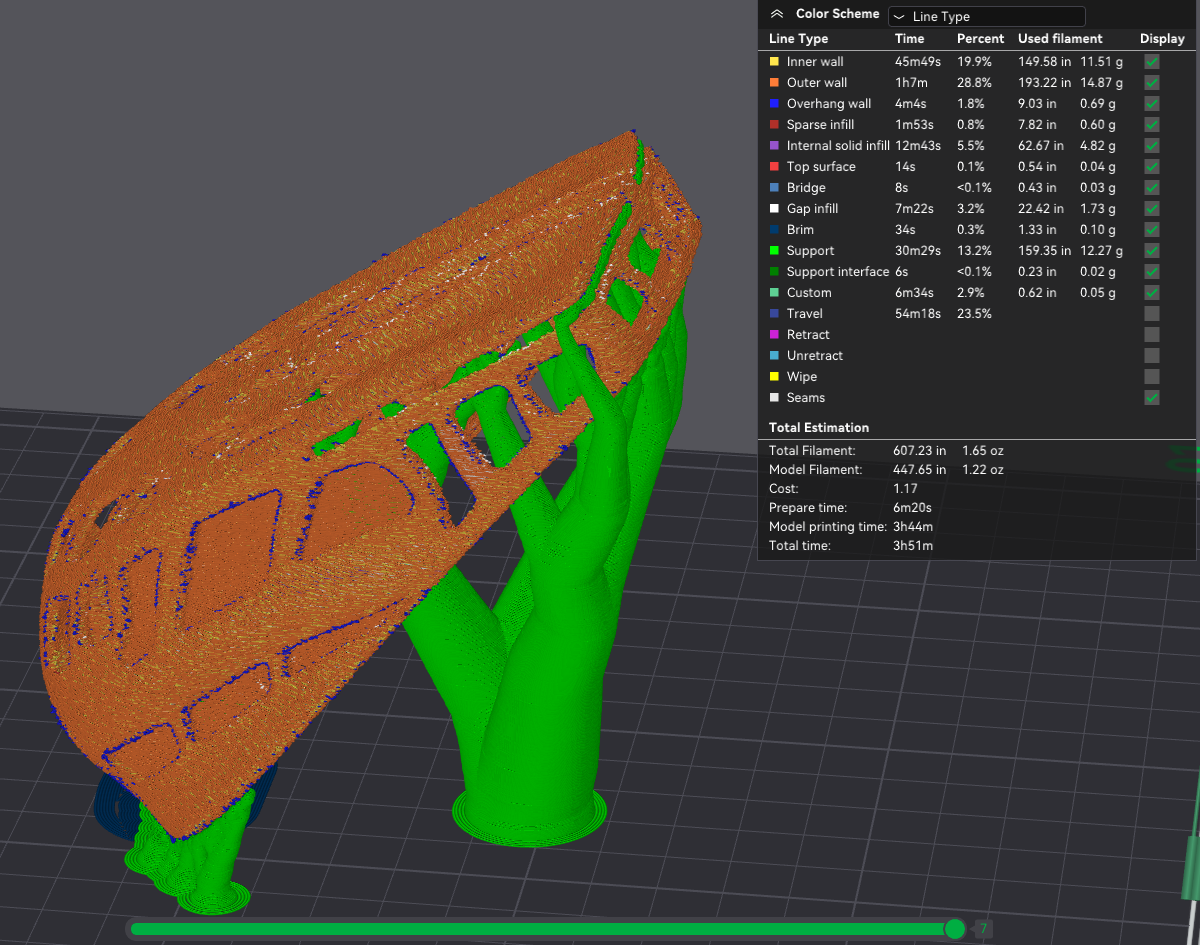 Color Scheme Line Type
Line Type Time Percent Used filament Display
Inner wall 45m49s 19.9% 149.58 in 11.51 g
Outer wall 1h7m 28.8% 193.22 in 14.87 g
Overhang wall 4m4s 1.8% 9.03 in 0.69 g
Sparse infill 1m53s 0.8% 7.82 in 0.60 g
Internal solid infill 12m43s 5.5% 62.67 in 4.82 g
Top surface 14s 0.1% 0.54 in 0.04 g
Bridge 8s <0.1% 0.43 in 0.03 g
Gap infill 7m22s 3.2% 22.42 in 1.73 g
Brim 34s 0.3% 1.33 in 0.10 g
Support 30m29s 13.2% 159.35 in 12.27 g
Support interface 6s <0.1% 0.23 in 0.02 g
Custom 6m34s 2.9% 0.62 in 0.05 g
Travel 54m18s 23.5%
Retract
Unretract
Wipe
Seams
Total Estimation
Total Filament: 607.23 in 1.65 oz
Model Filament: 447.65 in 1.22 oz
Cost: 1.17
Prepare time: 6m20s
Model printing time: 3h44m
Total time: 3h51m
7